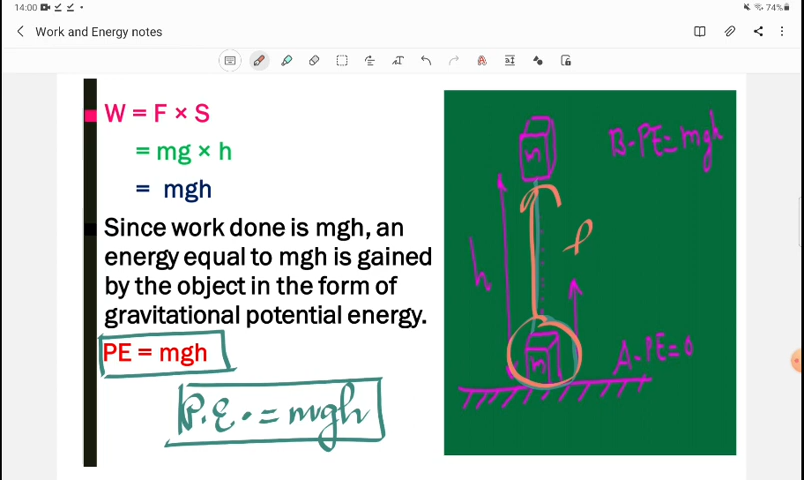 14:00
74%
Work and Energy notes
W = F × S
= mg × h
= mgh
Since work done is mgh, an
energy equal to mgh is gained
by the object in the form of
gravitational potential energy.
PE = mgh
P.E. = mgh
B-PE=mgh
m
h
A-PE=0
m